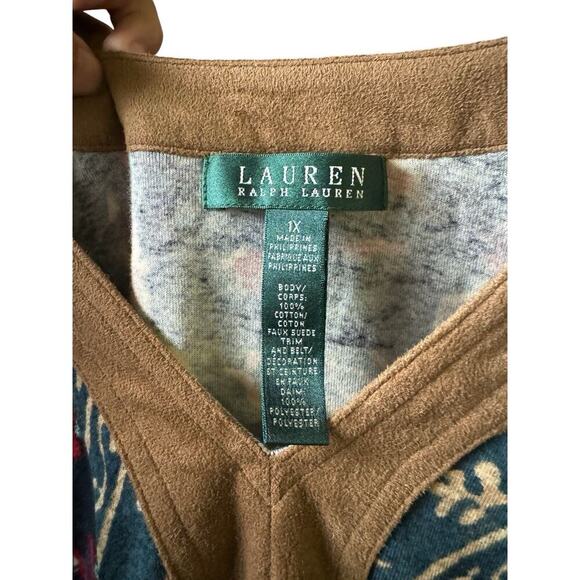 LAUREN
RALPH LAUREN
1X
MADE IN
PHILIPPINES
FABRIQUE AUX
PHILIPPINES
BODY/
CORPS:
100%
COTTON/
COTON
FAUX SUEDE
TRIM
AND BELT/
DÉCORATION
ET CEINTURE
EN FAUX
DAIM:
100%
POLYESTER/
POLYESTER